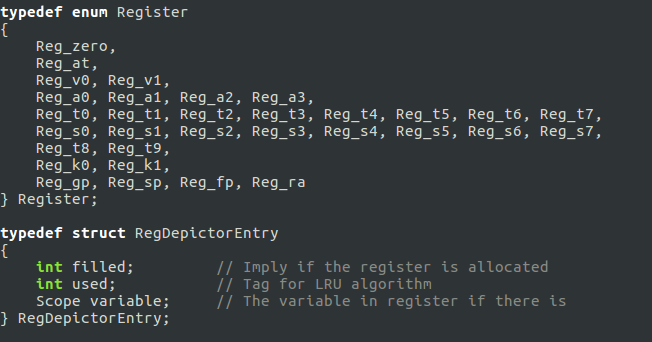 typedef enum Register
{
    Reg_zero,
    Reg_at,
    Reg_v0, Reg_v1,
    Reg_a0, Reg_a1, Reg_a2, Reg_a3,
    Reg_t0, Reg_t1, Reg_t2, Reg_t3, Reg_t4, Reg_t5, Reg_t6, Reg_t7,
    Reg_s0, Reg_s1, Reg_s2, Reg_s3, Reg_s4, Reg_s5, Reg_s6, Reg_s7,
    Reg_t8, Reg_t9,
    Reg_k0, Reg_k1,
    Reg_gp, Reg_sp, Reg_fp, Reg_ra
} Register;

typedef struct RegDepictorEntry
{
    int filled;         // Imply if the register is allocated
    int used;           // Tag for LRU algorithm
    Scope variable;     // The variable in register if there is
} RegDepictorEntry;